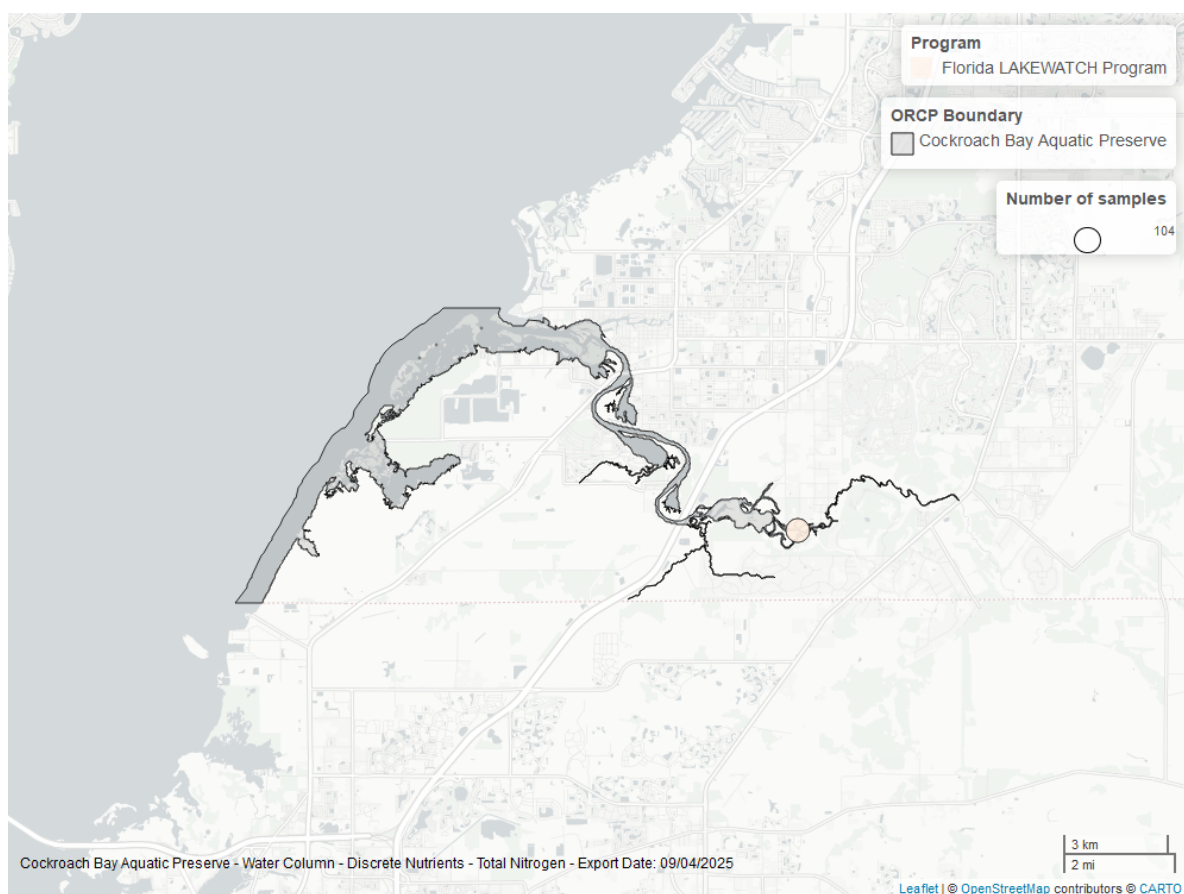 Program
Florida LAKEWATCH Program
ORCP Boundary
Cockroach Bay Aquatic Preserve
Number of samples
104
Cockroach Bay Aquatic Preserve - Water Column - Discrete Nutrients - Total Nitrogen - Export Date: 09/04/2025
3 km
2 mi
Leaflet | © OpenStreetMap contributors © CARTO